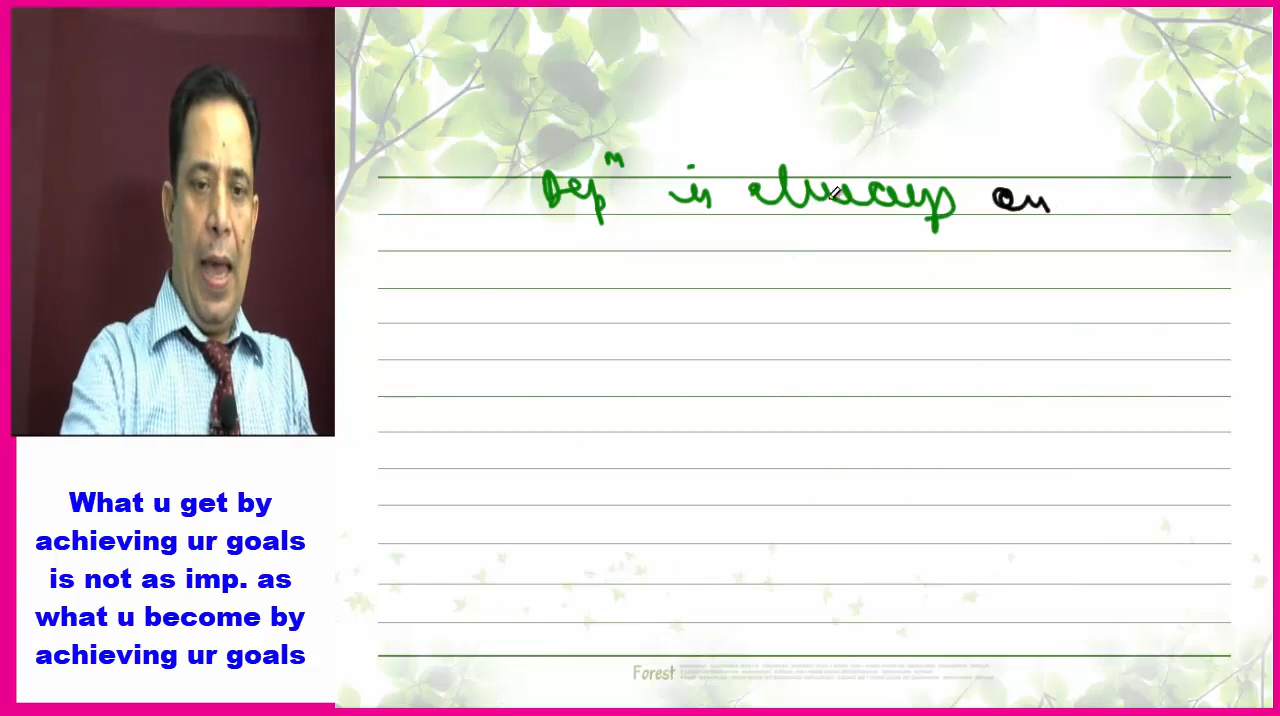 Depn is always on
What u get by
achieving ur goals
is not as imp. as
what u become by
achieving ur goals
Forest